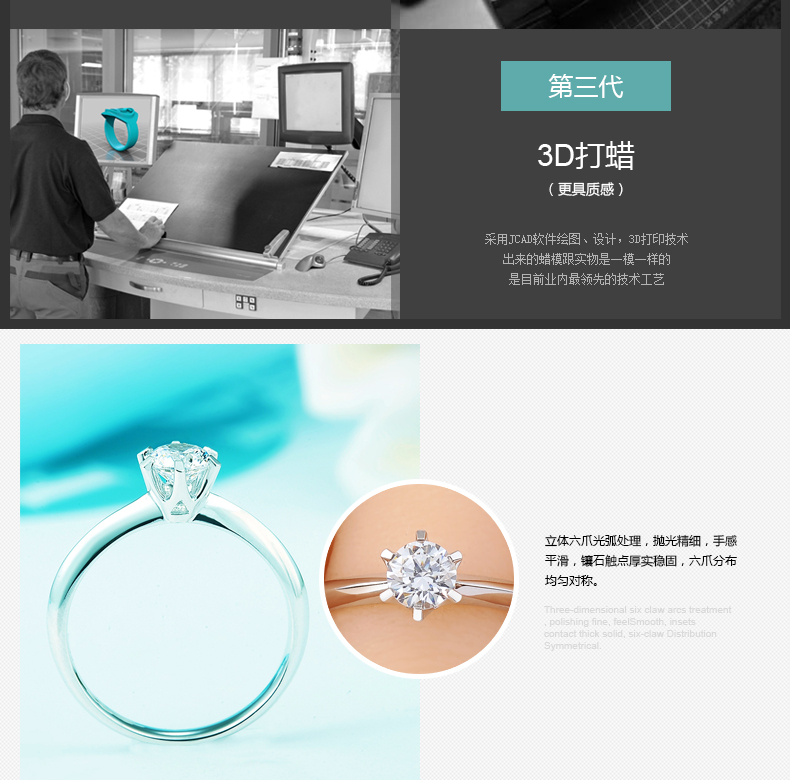 第三代
3D打蜡
（更具质感）
采用JCAD软件绘图、设计，3D打印技术
出来的蜡模跟实物是一模一样的
是目前业内最领先的技术工艺
立体六爪光弧处理，抛光精细，手感
平滑，镶石触点厚实稳固，六爪分布
均匀对称。
Three-dimensional six claw arcs treatment
, polishing fine, feelSmooth, insets
contact thick solid, six-claw Distribution
Symmetrical.